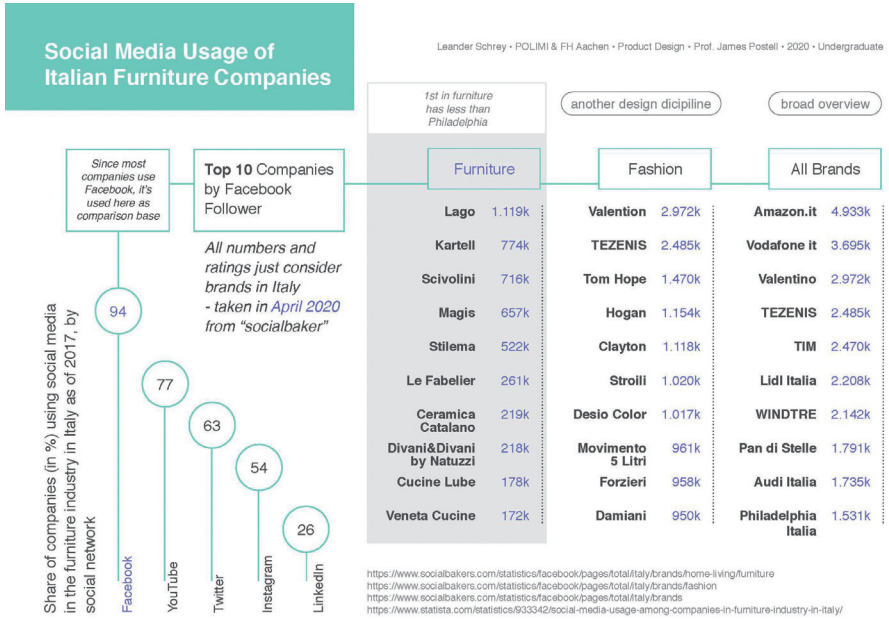 Social Media Usage of
Italian Furniture Companies
Leander Schrey • POLIMI & FH Aachen • Product Design • Prof. James Postell • 2020 • Undergraduate
1st in furniture
has less than
Philadelphia
another design dicipiline
broad overview
Since most
companies use
Facebook, it's
used here as
comparison base
Top 10 Companies
by Facebook
Follower
Furniture
Fashion
All Brands
All numbers and
ratings just consider
brands in Italy
- taken in April 2020
from “socialbaker”
Lago 1.119k
Kartell 774k
Scivolini 716k
Magis 657k
Stilema 522k
Le Fabelier 261k
Ceramica
Catalano 219k
Divani&Divani
by Natuzzi 218k
Cucine Lube 178k
Veneta Cucine 172k
Valention 2.972k
TEZENIS 2.485k
Tom Hope 1.470k
Hogan 1.154k
Clayton 1.118k
Stroili 1.020k
Desio Color 1.017k
Movimento
5 Litri 961k
Forzieri 958k
Damiani 950k
Amazon.it 4.933k
Vodafone it 3.695k
Valentino 2.972k
TEZENIS 2.485k
TIM 2.470k
Lidl Italia 2.208k
WINDTRE 2.142k
Pan di Stelle 1.791k
Audi Italia 1.735k
Philadelphia
Italia 1.531k
Share of companies (in %) using social media
in the furniture industry in Italy as of 2017, by
social network
94
77
63
54
26
Facebook
YouTube
Twitter
Instagram
LinkedIn
https://www.socialbakers.com/statistics/facebook/pages/total/italy/brands/home-living/furniture
https://www.socialbakers.com/statistics/facebook/pages/total/italy/brands/fashion
https://www.socialbakers.com/statistics/facebook/pages/total/italy/brands
https://www.statista.com/statistics/933342/social-media-usage-among-companies-in-furniture-industry-in-italy/